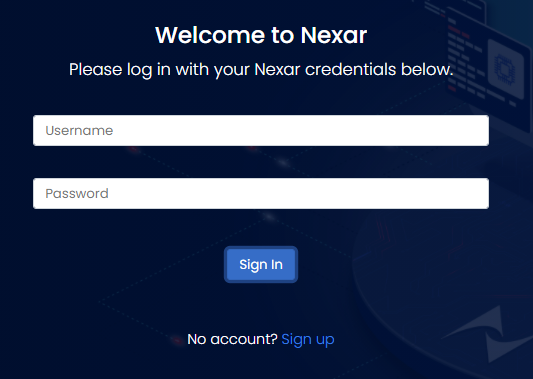 Welcome to Nexar
Please log in with your Nexar credentials below.
Username
Password
Sign In
No account? Sign up